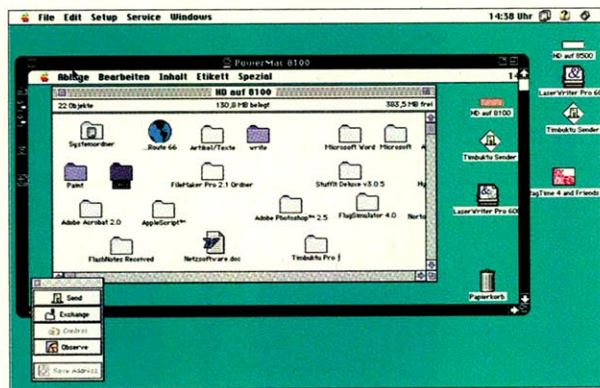 File Edit Setup Service Windows 14:38 Uhr
PowerMac 8100
Ablage Bearbeiten Inhalt Etikett Spezial
HD auf 8100
22 Objekte 130,8 MB belegt 383,5 MB frei
Systemordner
...Route 66
Artikel/Texte
write
Microsoft Word
Microsoft
Paint
FileMaker Pro 2.1 Ordner
StuffIt Deluxe v3.0.5
Adobe Acrobat 2.0
AppleScript™
Adobe Photoshop™ 2.5
FlugSimulator 4.0
FlashNotes Received
Netzsoftware doc
Timbuktu Pro
HD auf 8100
Timbuktu Sender
LaserWriter Pro 600
Papierkorb
HD auf 8500
LaserWriter Pro 60
Timbuktu Sender
RagTime 4 and Friends
Send
Exchange
Control
Observe
Save Address